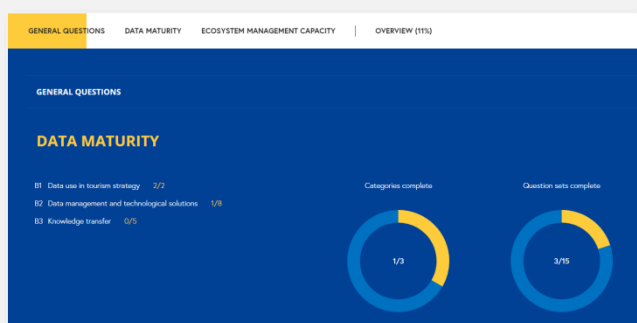 GENERAL QUESTIONS DATA MATURITY ECOSYSTEM MANAGEMENT CAPACITY OVERVIEW (11%)
GENERAL QUESTIONS
DATA MATURITY
B1 Data use in tourism strategy 2/2
B2 Data management and technological solutions 1/8
B3 Knowledge transfer 0/5
Categories complete
1/3
Question sets complete
3/15